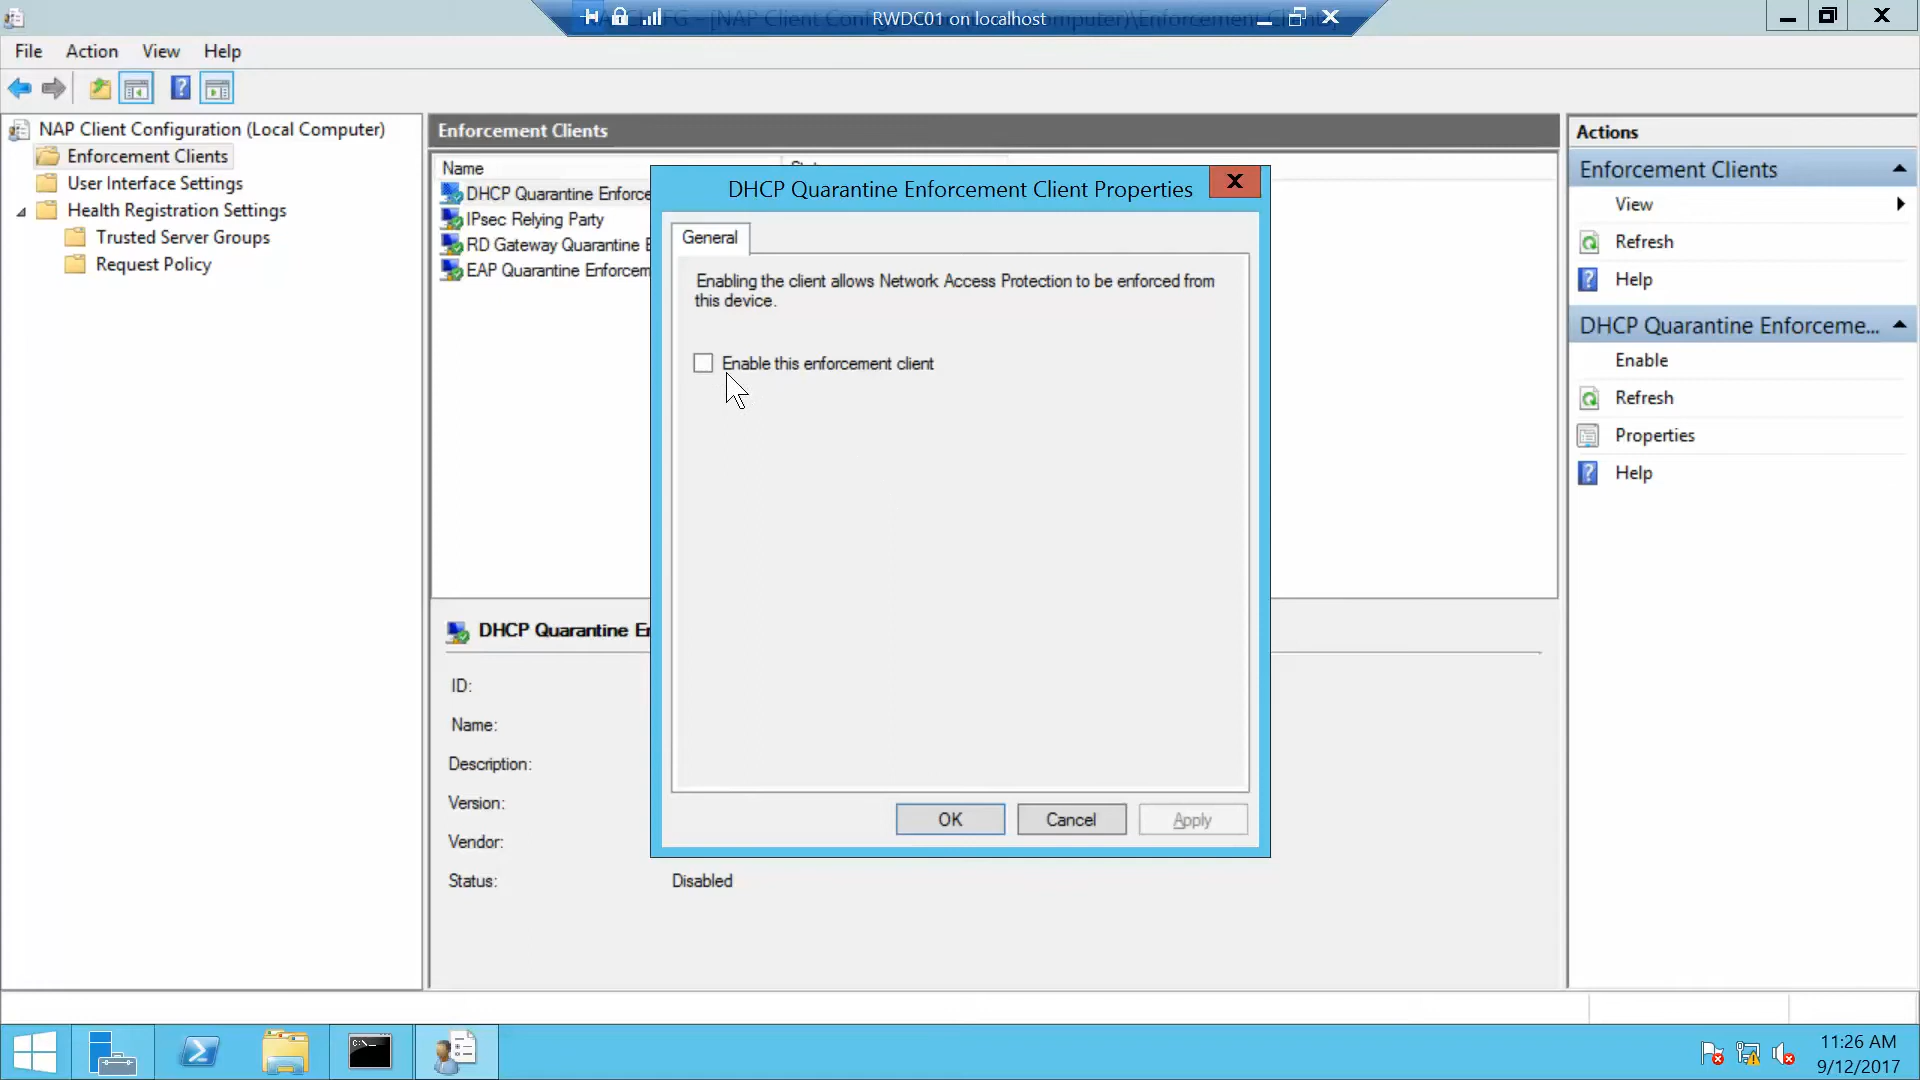 RWDC01 on localhost
File Action View Help
NAP Client Configuration (Local Computer)
Enforcement Clients
User Interface Settings
Health Registration Settings
Trusted Server Groups
Request Policy
Enforcement Clients
Name
DHCP Quarantine Enforce
IPsec Relying Party
RD Gateway Quarantine E
EAP Quarantine Enforcem
DHCP Quarantine Er
ID:
Name:
Description:
Version:
Vendor:
Status: Disabled
DHCP Quarantine Enforcement Client Properties
General
Enabling the client allows Network Access Protection to be enforced from
this device.
Enable this enforcement client
OK Cancel Apply
Actions
Enforcement Clients
View
Refresh
Help
DHCP Quarantine Enforceme...
Enable
Refresh
Properties
Help
11:26 AM
9/12/2017